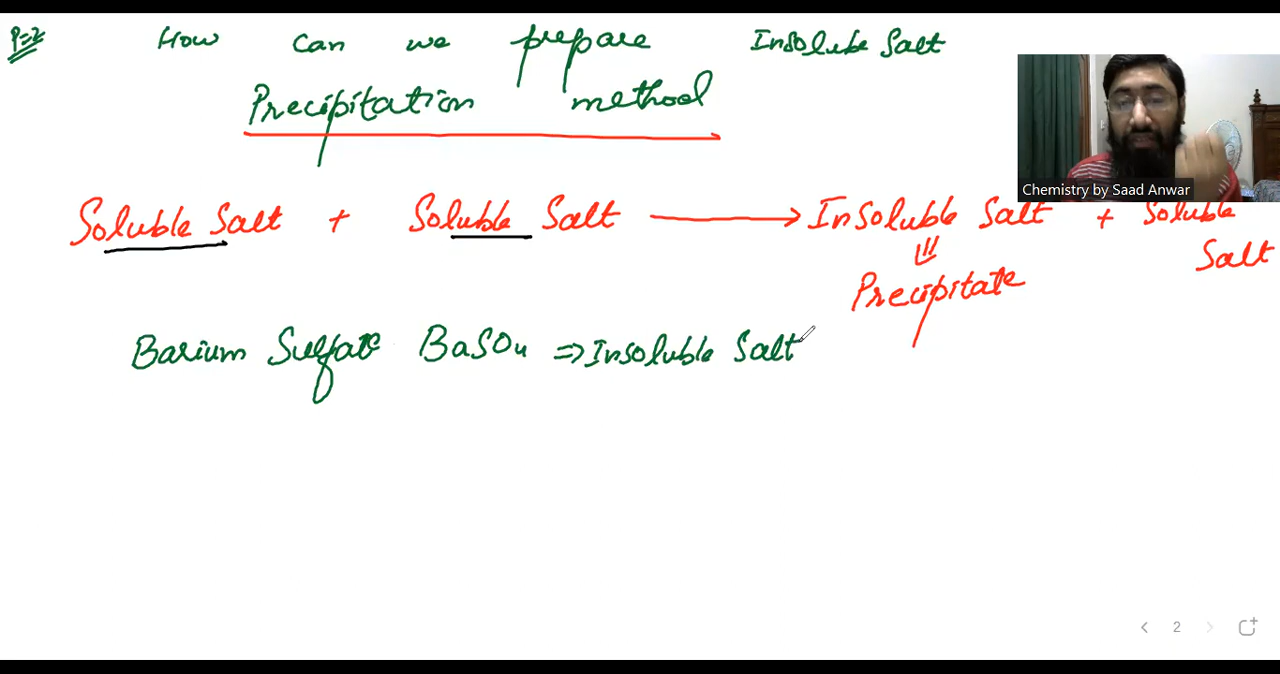 P=2
How can we prepare Insoluble Salt
Precipitation method
Chemistry by Saad Anwar
Soluble Salt + Soluble Salt → Insoluble Salt + Soluble Salt
Precipitate
Barium Sulfate BaSO4 ⇒ Insoluble Salt
2